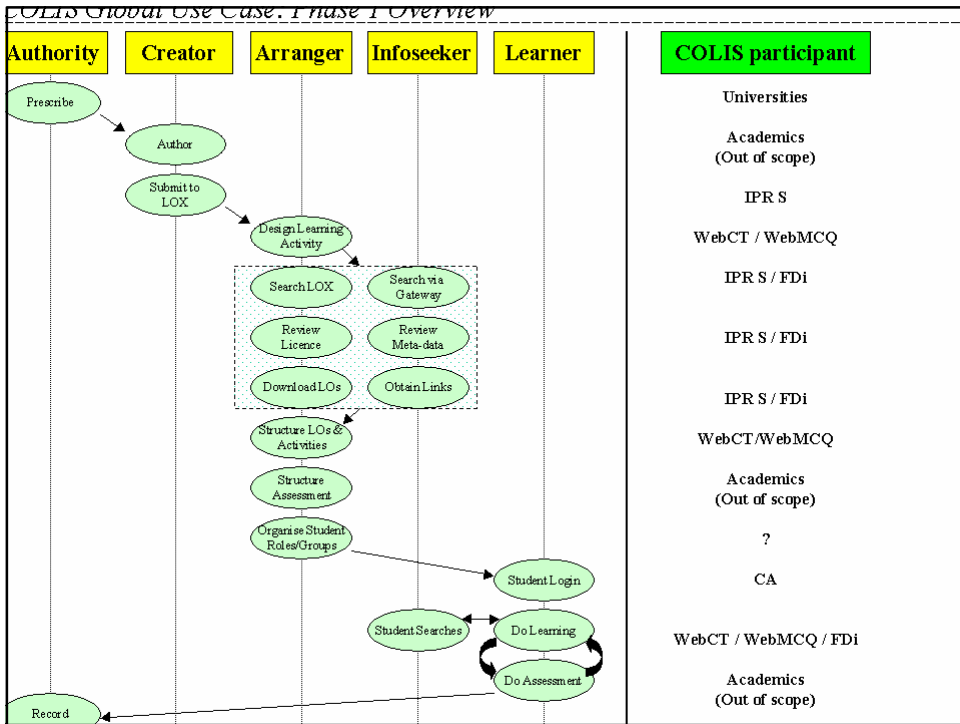 COLIS Global Use Case: Phase 1 Overview
Authority Creator Arranger Infoseeker Learner COLIS participant
Prescribe
Universities
Author
Academics
(Out of scope)
Submit to
LOX
IPR S
Design Learning
Activity
WebCT / WebMCQ
Search LOX
Search via
Gateway
IPR S / FDi
Review
Licence
Review
Meta-data
IPR S / FDi
Download LOs
Obtain Links
IPR S / FDi
Structure LOs &
Activities
WebCT/WebMCQ
Structure
Assessment
Academics
(Out of scope)
Organise Student
Roles/Groups
?
Student Login
CA
Student Searches
Do Learning
WebCT / WebMCQ / FDi
Do Assessment
Academics
(Out of scope)
Record